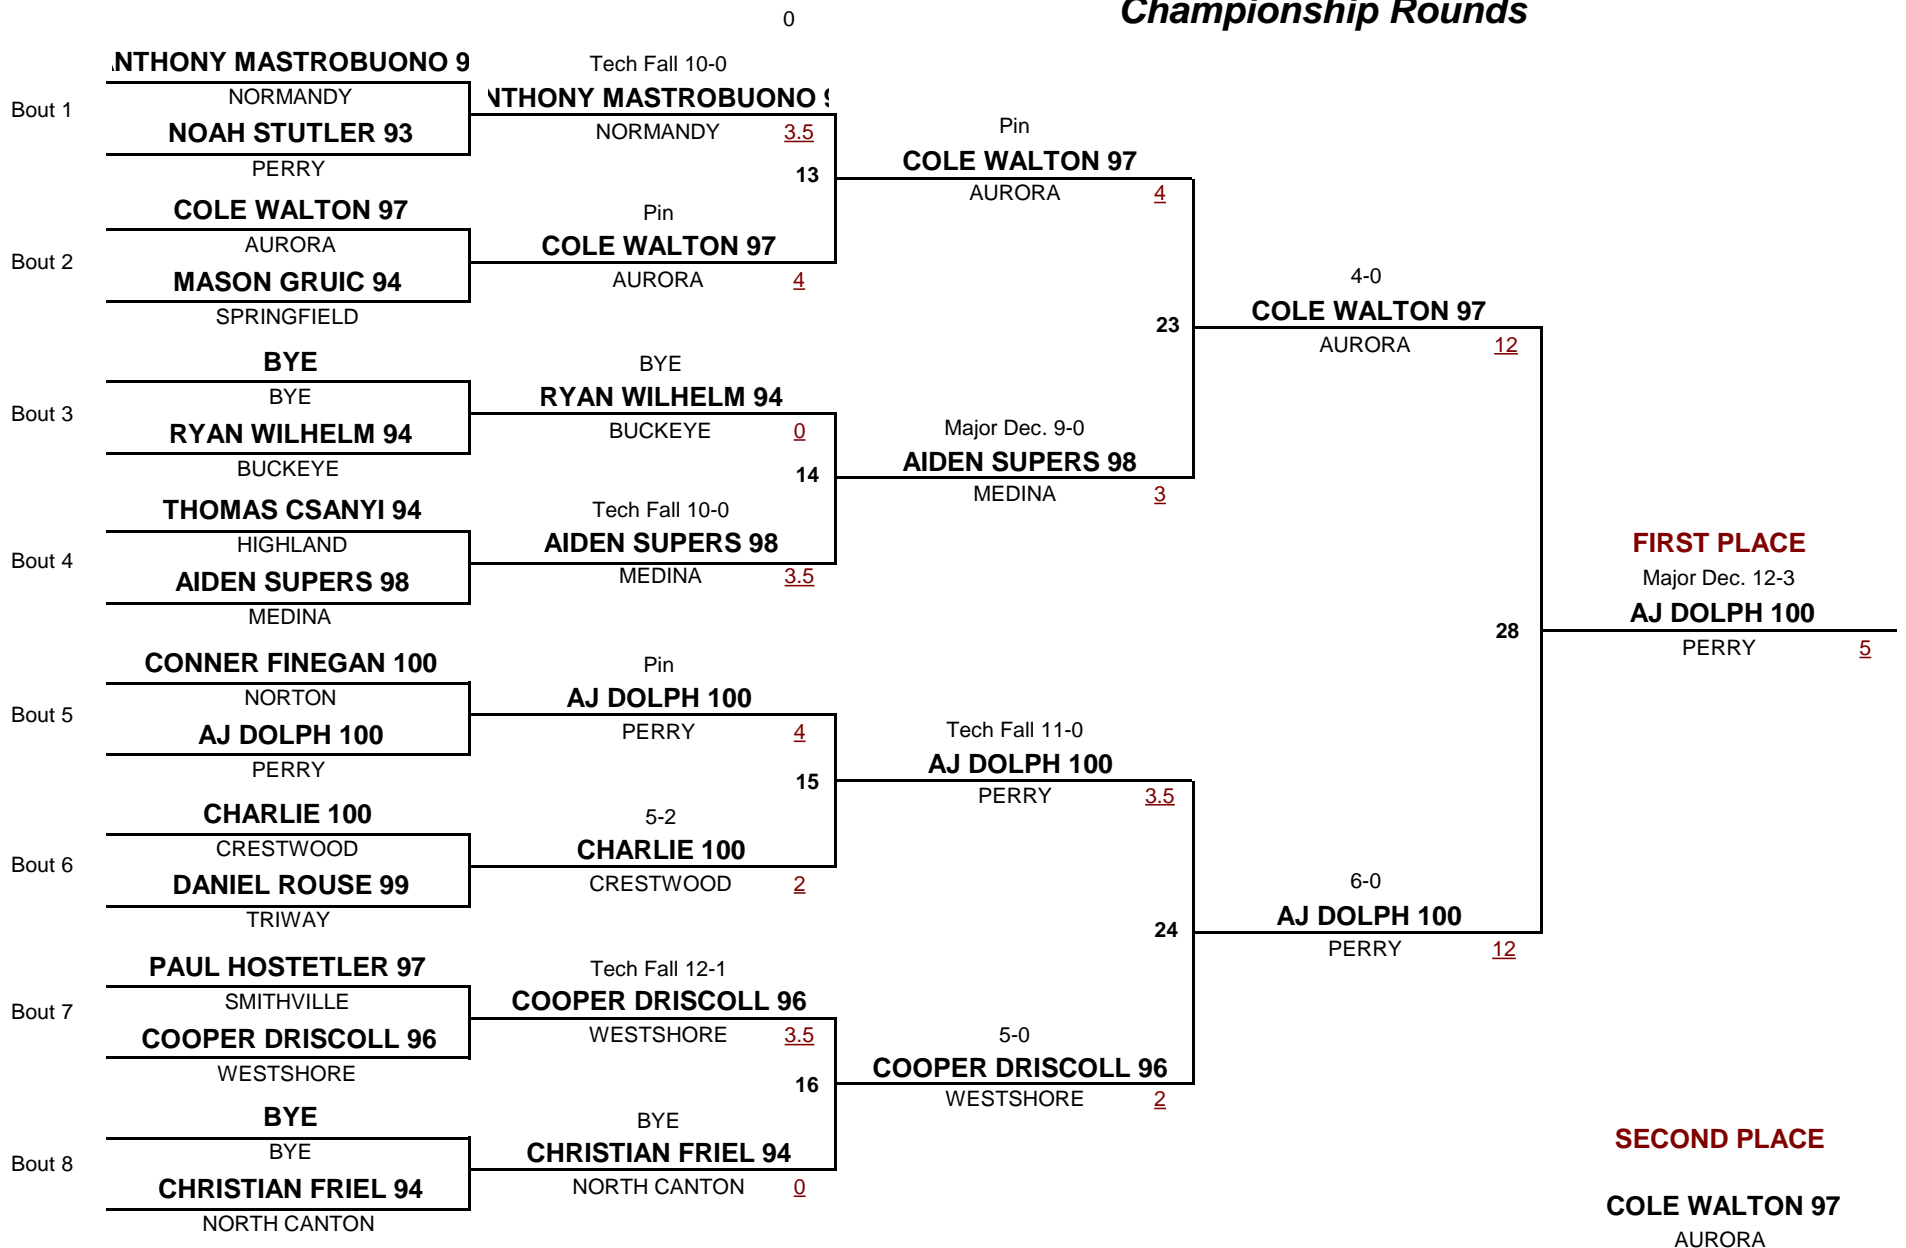 0
Championship Rounds
NTHONY MASTROBUONO 9
NORMANDY
Bout 1
NOAH STUTLER 93
PERRY
COLE WALTON 97
AURORA
Bout 2
MASON GRUIC 94
SPRINGFIELD
BYE
BYE
Bout 3
RYAN WILHELM 94
BUCKEYE
THOMAS CSANYI 94
HIGHLAND
Bout 4
AIDEN SUPERS 98
MEDINA
CONNER FINEGAN 100
NORTON
Bout 5
AJ DOLPH 100
PERRY
CHARLIE 100
CRESTWOOD
Bout 6
DANIEL ROUSE 99
TRIWAY
PAUL HOSTETLER 97
SMITHVILLE
Bout 7
COOPER DRISCOLL 96
WESTSHORE
BYE
BYE
Bout 8
CHRISTIAN FRIEL 94
NORTH CANTON
Tech Fall 10-0
NTHONY MASTROBUONO 9
NORMANDY 3.5
13
Pin
COLE WALTON 97
AURORA 4
BYE
RYAN WILHELM 94
BUCKEYE 0
14
Tech Fall 10-0
AIDEN SUPERS 98
MEDINA 3.5
Pin
AJ DOLPH 100
PERRY 4
15
5-2
CHARLIE 100
CRESTWOOD 2
Tech Fall 12-1
COOPER DRISCOLL 96
WESTSHORE 3.5
16
BYE
CHRISTIAN FRIEL 94
NORTH CANTON 0
Pin
COLE WALTON 97
AURORA 4
23
Major Dec. 9-0
AIDEN SUPERS 98
MEDINA 3
Tech Fall 11-0
AJ DOLPH 100
PERRY 3.5
24
5-0
COOPER DRISCOLL 96
WESTSHORE 2
4-0
COLE WALTON 97
AURORA 12
28
6-0
AJ DOLPH 100
PERRY 12
FIRST PLACE
Major Dec. 12-3
AJ DOLPH 100
PERRY 5
SECOND PLACE
COLE WALTON 97
AURORA